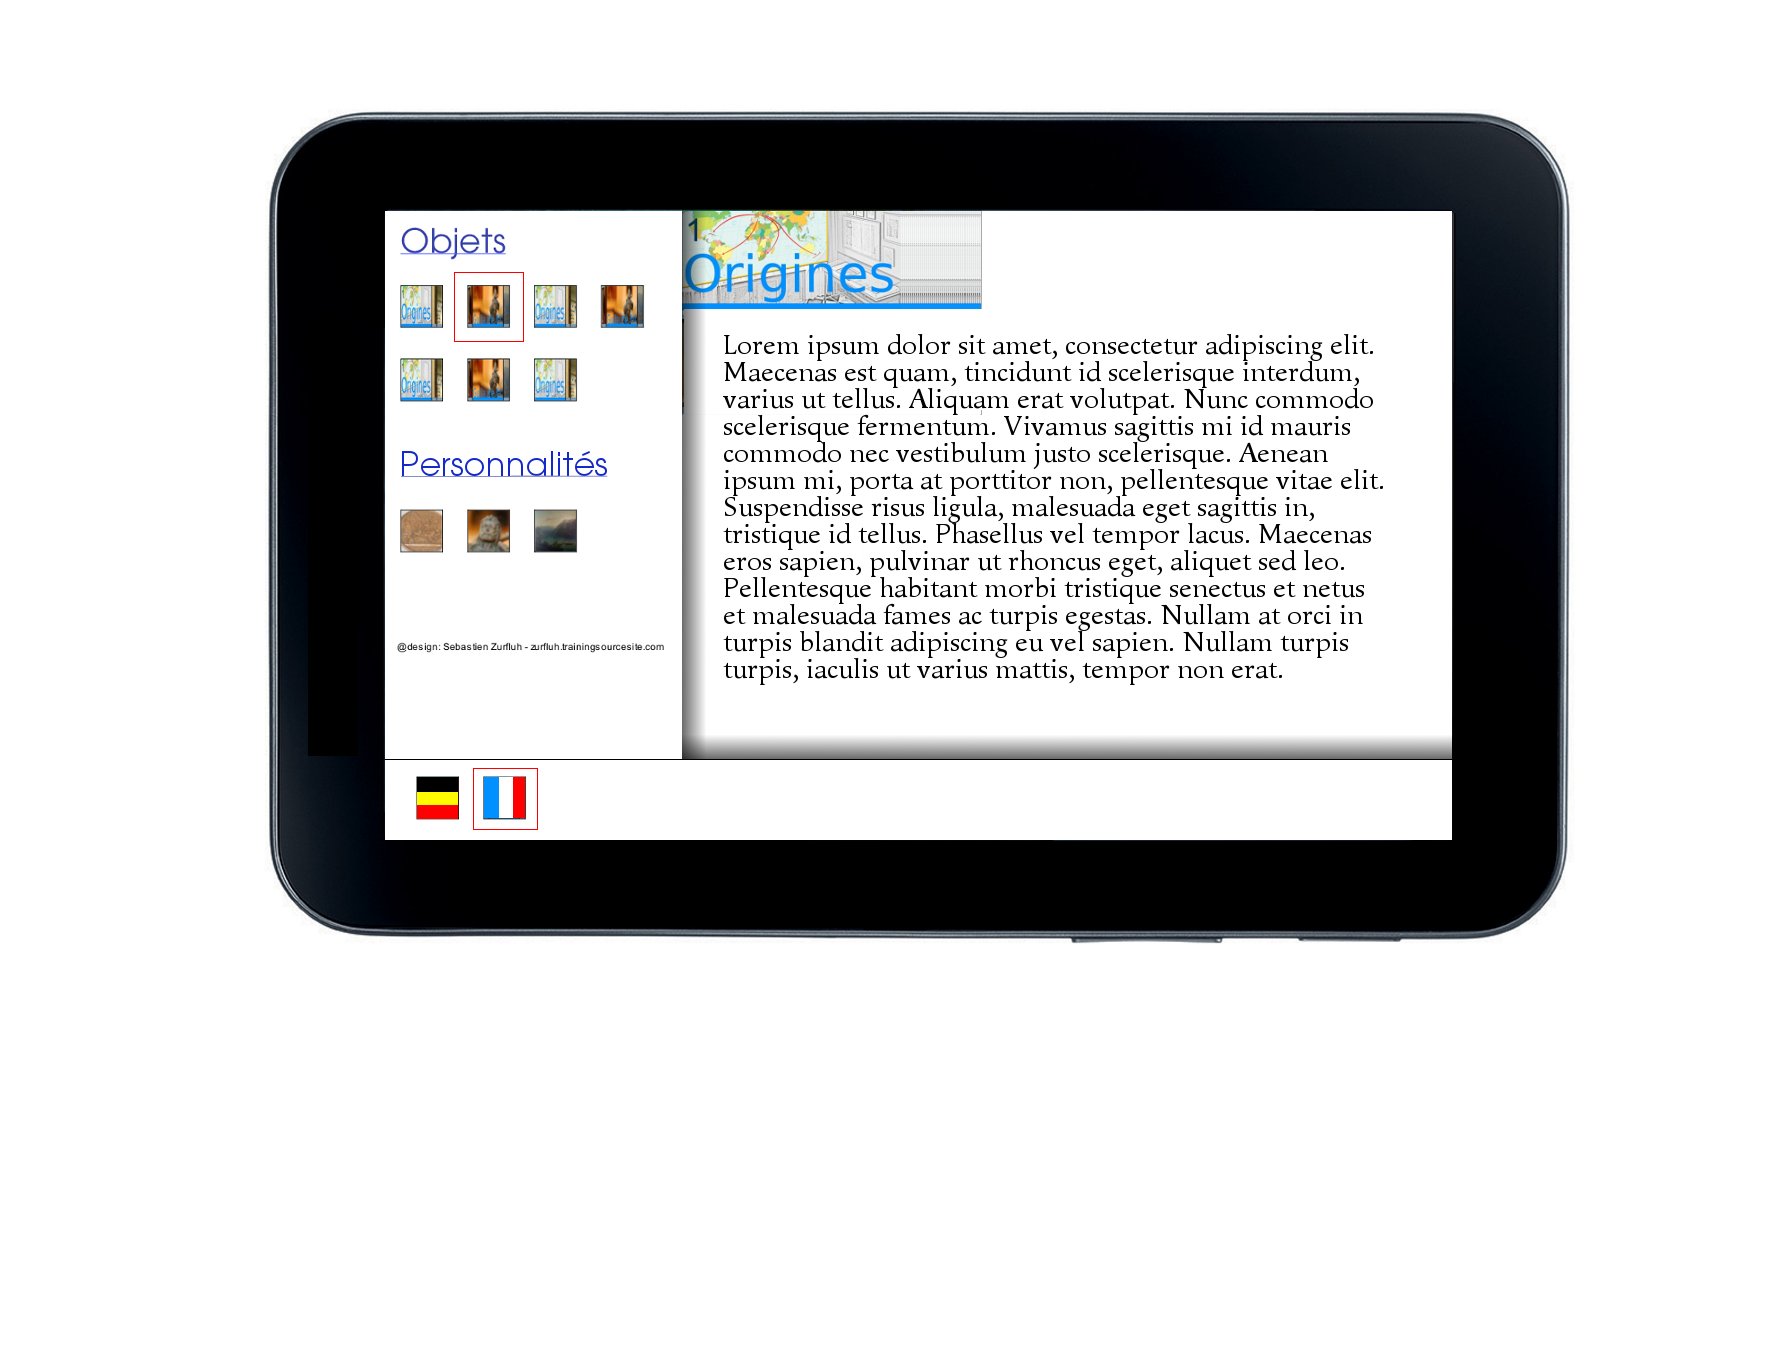 Objets
Origines
Origines
Origines
Origines
Personnalités
@design: Sebastien Zurfluh - zurfluh.trainingsourcesite.com
1
Origines
Lorem ipsum dolor sit amet, consectetur adipiscing elit.
Maecenas est quam, tincidunt id scelerisque interdum,
varius ut tellus. Aliquam erat volutpat. Nunc commodo
scelerisque fermentum. Vivamus sagittis mi id mauris
commodo nec vestibulum justo scelerisque. Aenean
ipsum mi, porta at porttitor non, pellentesque vitae elit.
Suspendisse risus ligula, malesuada eget sagittis in,
tristique id tellus. Phasellus vel tempor lacus. Maecenas
eros sapien, pulvinar ut rhoncus eget, aliquet sed leo.
Pellentesque habitant morbi tristique senectus et netus
et malesuada fames ac turpis egestas. Nullam at orci in
turpis blandit adipiscing eu vel sapien. Nullam turpis
turpis, iaculis ut varius mattis, tempor non erat.